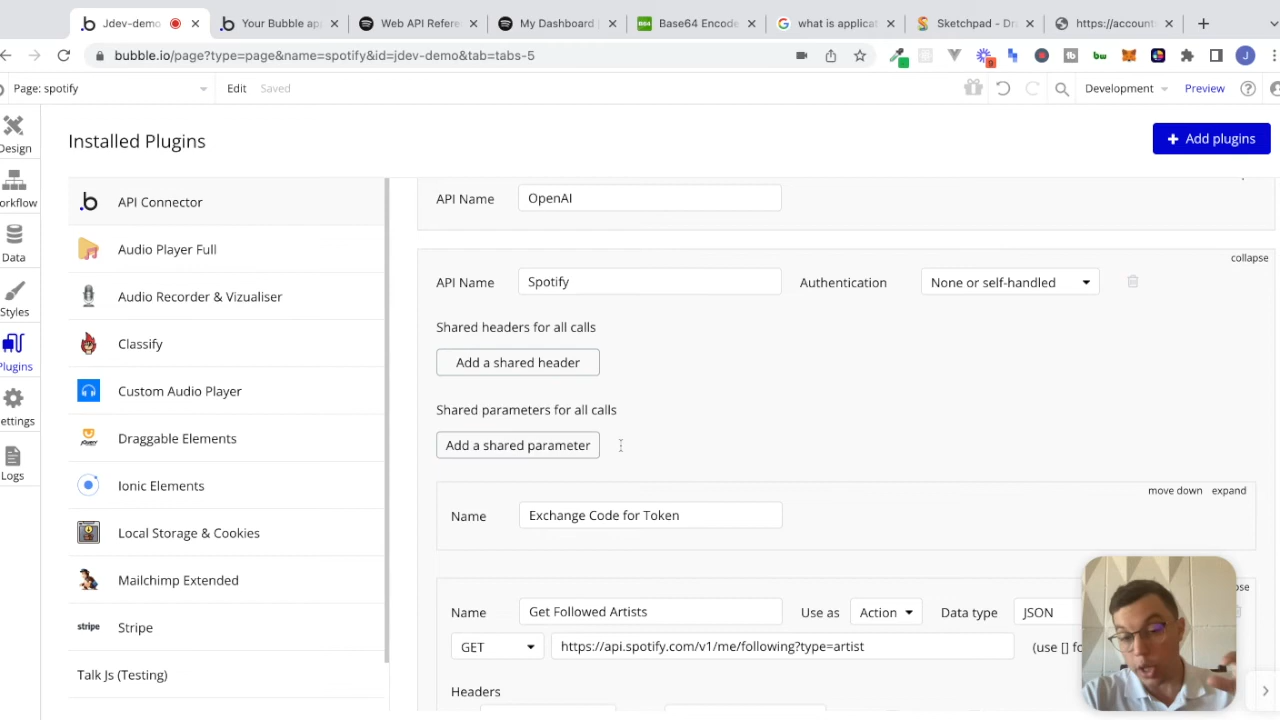 Jdev-demo
Your Bubble ap
Web API Refere
My Dashboard
Base64 Encode
what is applicat
Sketchpad - Dra
https://account
bubble.io/page?type=page&name=spotify&id=jdev-demo&tab=tabs-5
Page: spotify
Edit
Saved
Development
Preview
Design
orkflow
Data
Styles
Plugins
ettings
Logs
Installed Plugins
Add plugins
API Connector
Audio Player Full
Audio Recorder & Vizualiser
Classify
Custom Audio Player
Draggable Elements
Ionic Elements
Local Storage & Cookies
Mailchimp Extended
stripe Stripe
Talk Js (Testing)
API Name OpenAI
collapse
API Name Spotify Authentication None or self-handled
Shared headers for all calls
Add a shared header
Shared parameters for all calls
Add a shared parameter
move down expand
Name Exchange Code for Token
ose
Name Get Followed Artists Use as Action Data type JSON
GET https://api.spotify.com/v1/me/following?type=artist (use [] fo
Headers